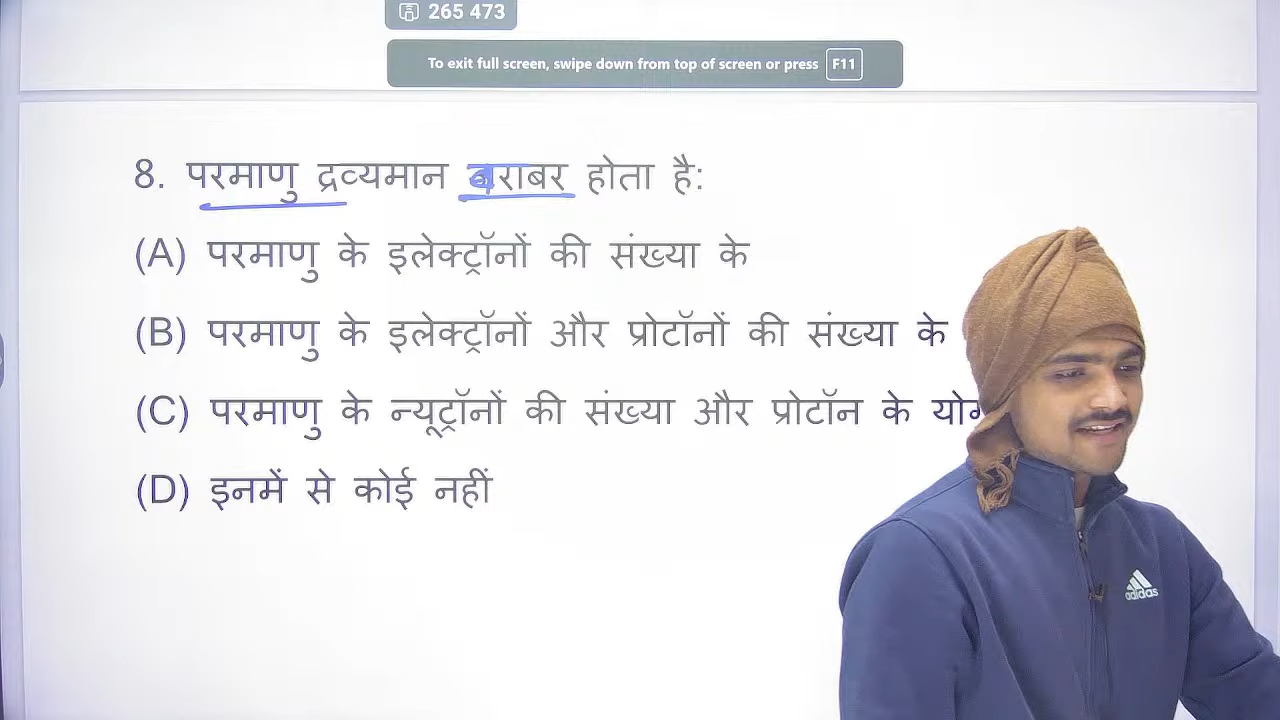 265 473
To exit full screen, swipe down from top of screen or press F11
8. परमाणु द्रव्यमान बराबर होता है:
(A) परमाणु के इलेक्ट्रॉनों की संख्या के
(B) परमाणु के इलेक्ट्रॉनों और प्रोटॉनों की संख्या के
(C) परमाणु के न्यूट्रॉनों की संख्या और प्रोटॉन के
(D) इनमें से कोई नहीं
adidas